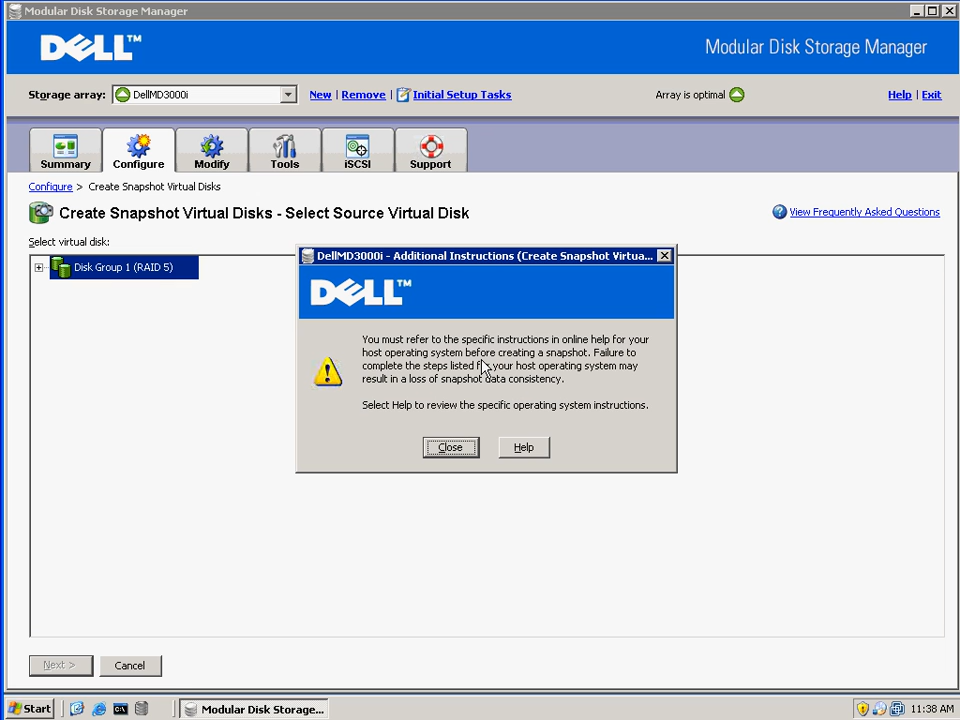 Modular Disk Storage Manager
DELL™
Modular Disk Storage Manager
Storage array: DellMD3000i New | Remove | Initial Setup Tasks Array is optimal Help | Exit
Summary Configure Modify Tools iSCSI Support
Configure > Create Snapshot Virtual Disks
Create Snapshot Virtual Disks - Select Source Virtual Disk View Frequently Asked Questions
Select virtual disk:
Disk Group 1 (RAID 5)
DellMD3000i - Additional Instructions (Create Snapshot Virtua...
DELL™
You must refer to the specific instructions in online help for your
host operating system before creating a snapshot. Failure to
complete the steps listed for your host operating system may
result in a loss of snapshot data consistency.
Select Help to review the specific operating system instructions.
Close Help
Next > Cancel
Start Modular Disk Storage... 11:38 AM